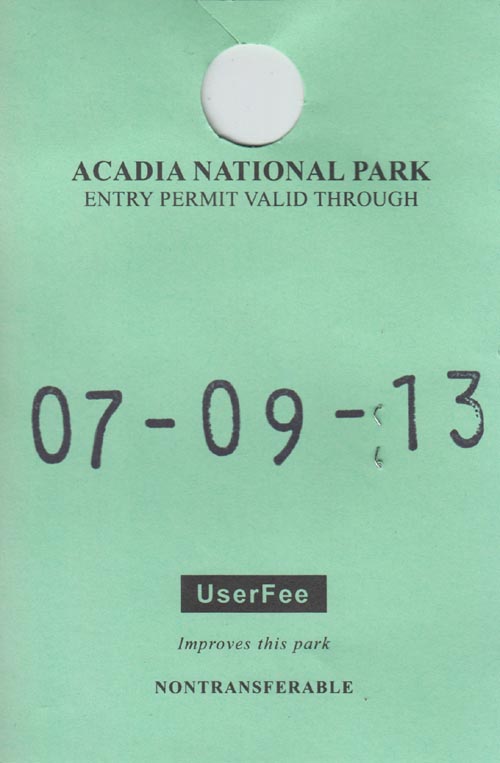 ACADIA NATIONAL PARK
ENTRY PERMIT VALID THROUGH
07-09-13
UserFee
Improves this park
NONTRANSFERABLE